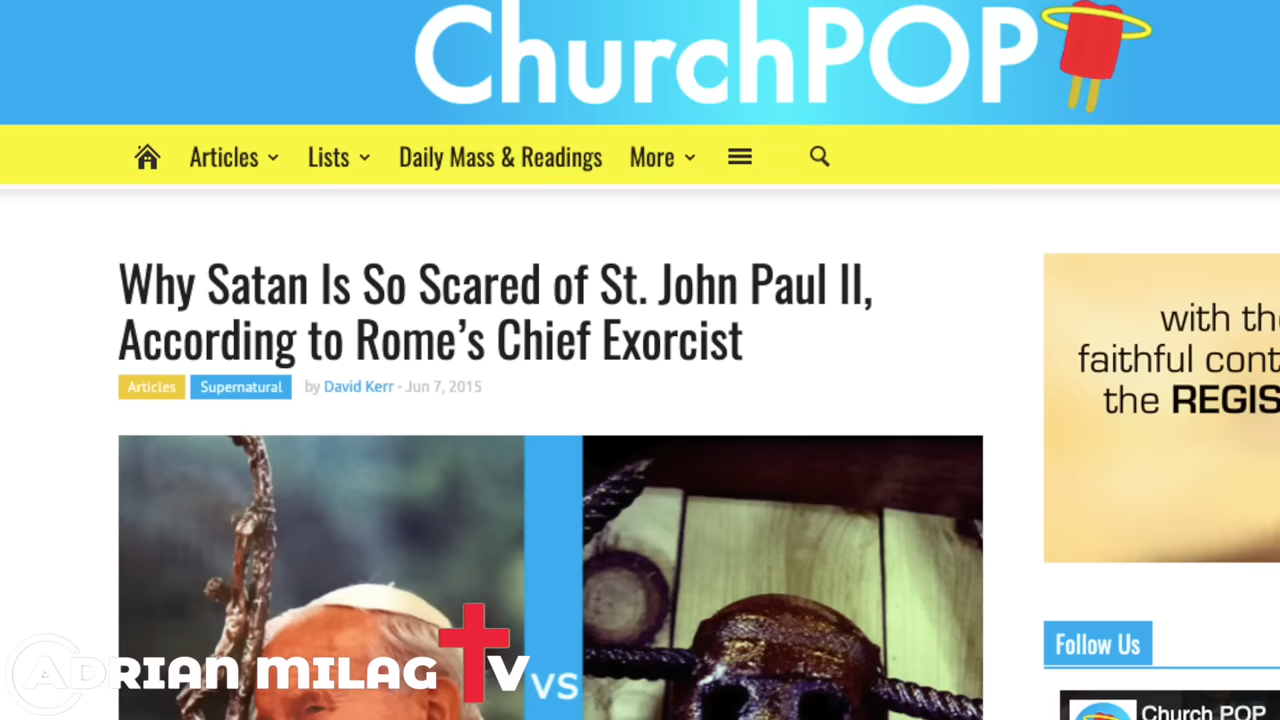 ChurchPOP
Articles Lists Daily Mass & Readings More
Why Satan Is So Scared of St. John Paul II,
According to Rome's Chief Exorcist
Articles Supernatural by David Kerr - Jun 7, 2015
with th
faithful cont
the REGIS
Follow Us
Church POP
ADRIAN MILAG TV
vs